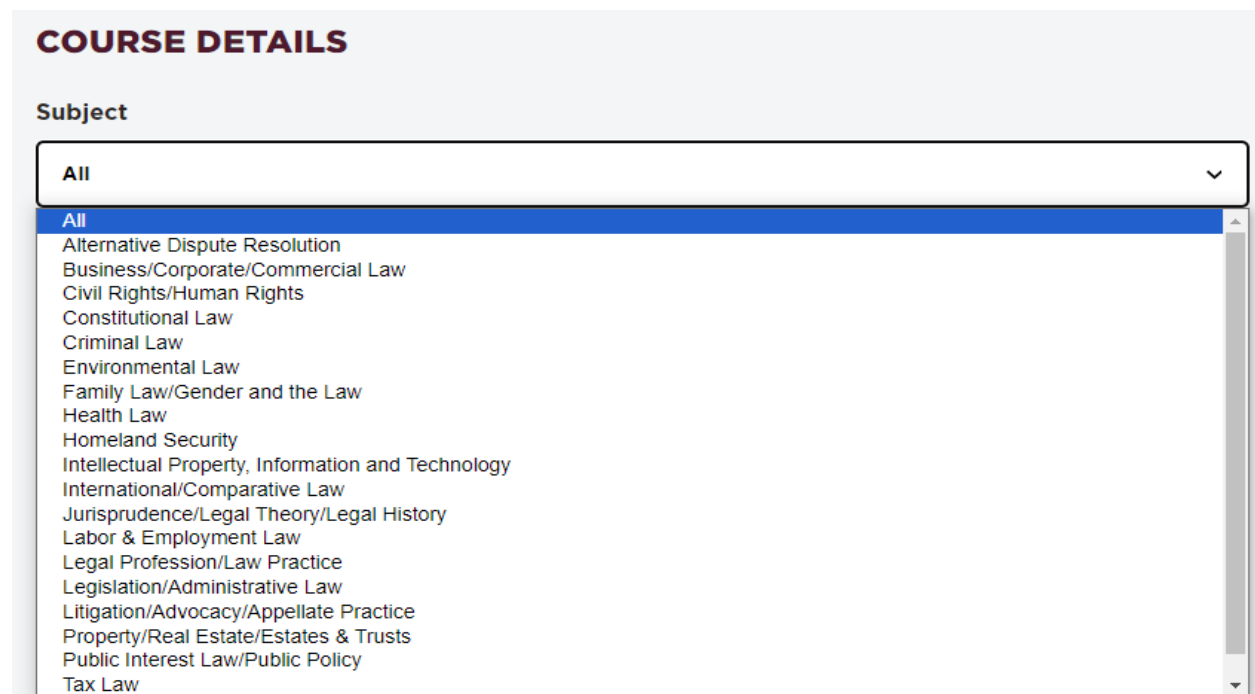 COURSE DETAILS
Subject
All
All
Alternative Dispute Resolution
Business/Corporate/Commercial Law
Civil Rights/Human Rights
Constitutional Law
Criminal Law
Environmental Law
Family Law/Gender and the Law
Health Law
Homeland Security
Intellectual Property, Information and Technology
International/Comparative Law
Jurisprudence/Legal Theory/Legal History
Labor & Employment Law
Legal Profession/Law Practice
Legislation/Administrative Law
Litigation/Advocacy/Appellate Practice
Property/Real Estate/Estates & Trusts
Public Interest Law/Public Policy
Tax Law